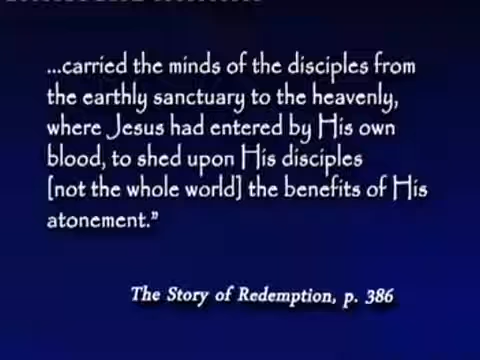 ...carried the minds of the disciples from
the earthly sanctuary to the heavenly,
where Jesus had entered by His own
blood, to shed upon His disciples
[not the whole world] the benefits of His
atonement.”
The Story of Redemption, p. 386